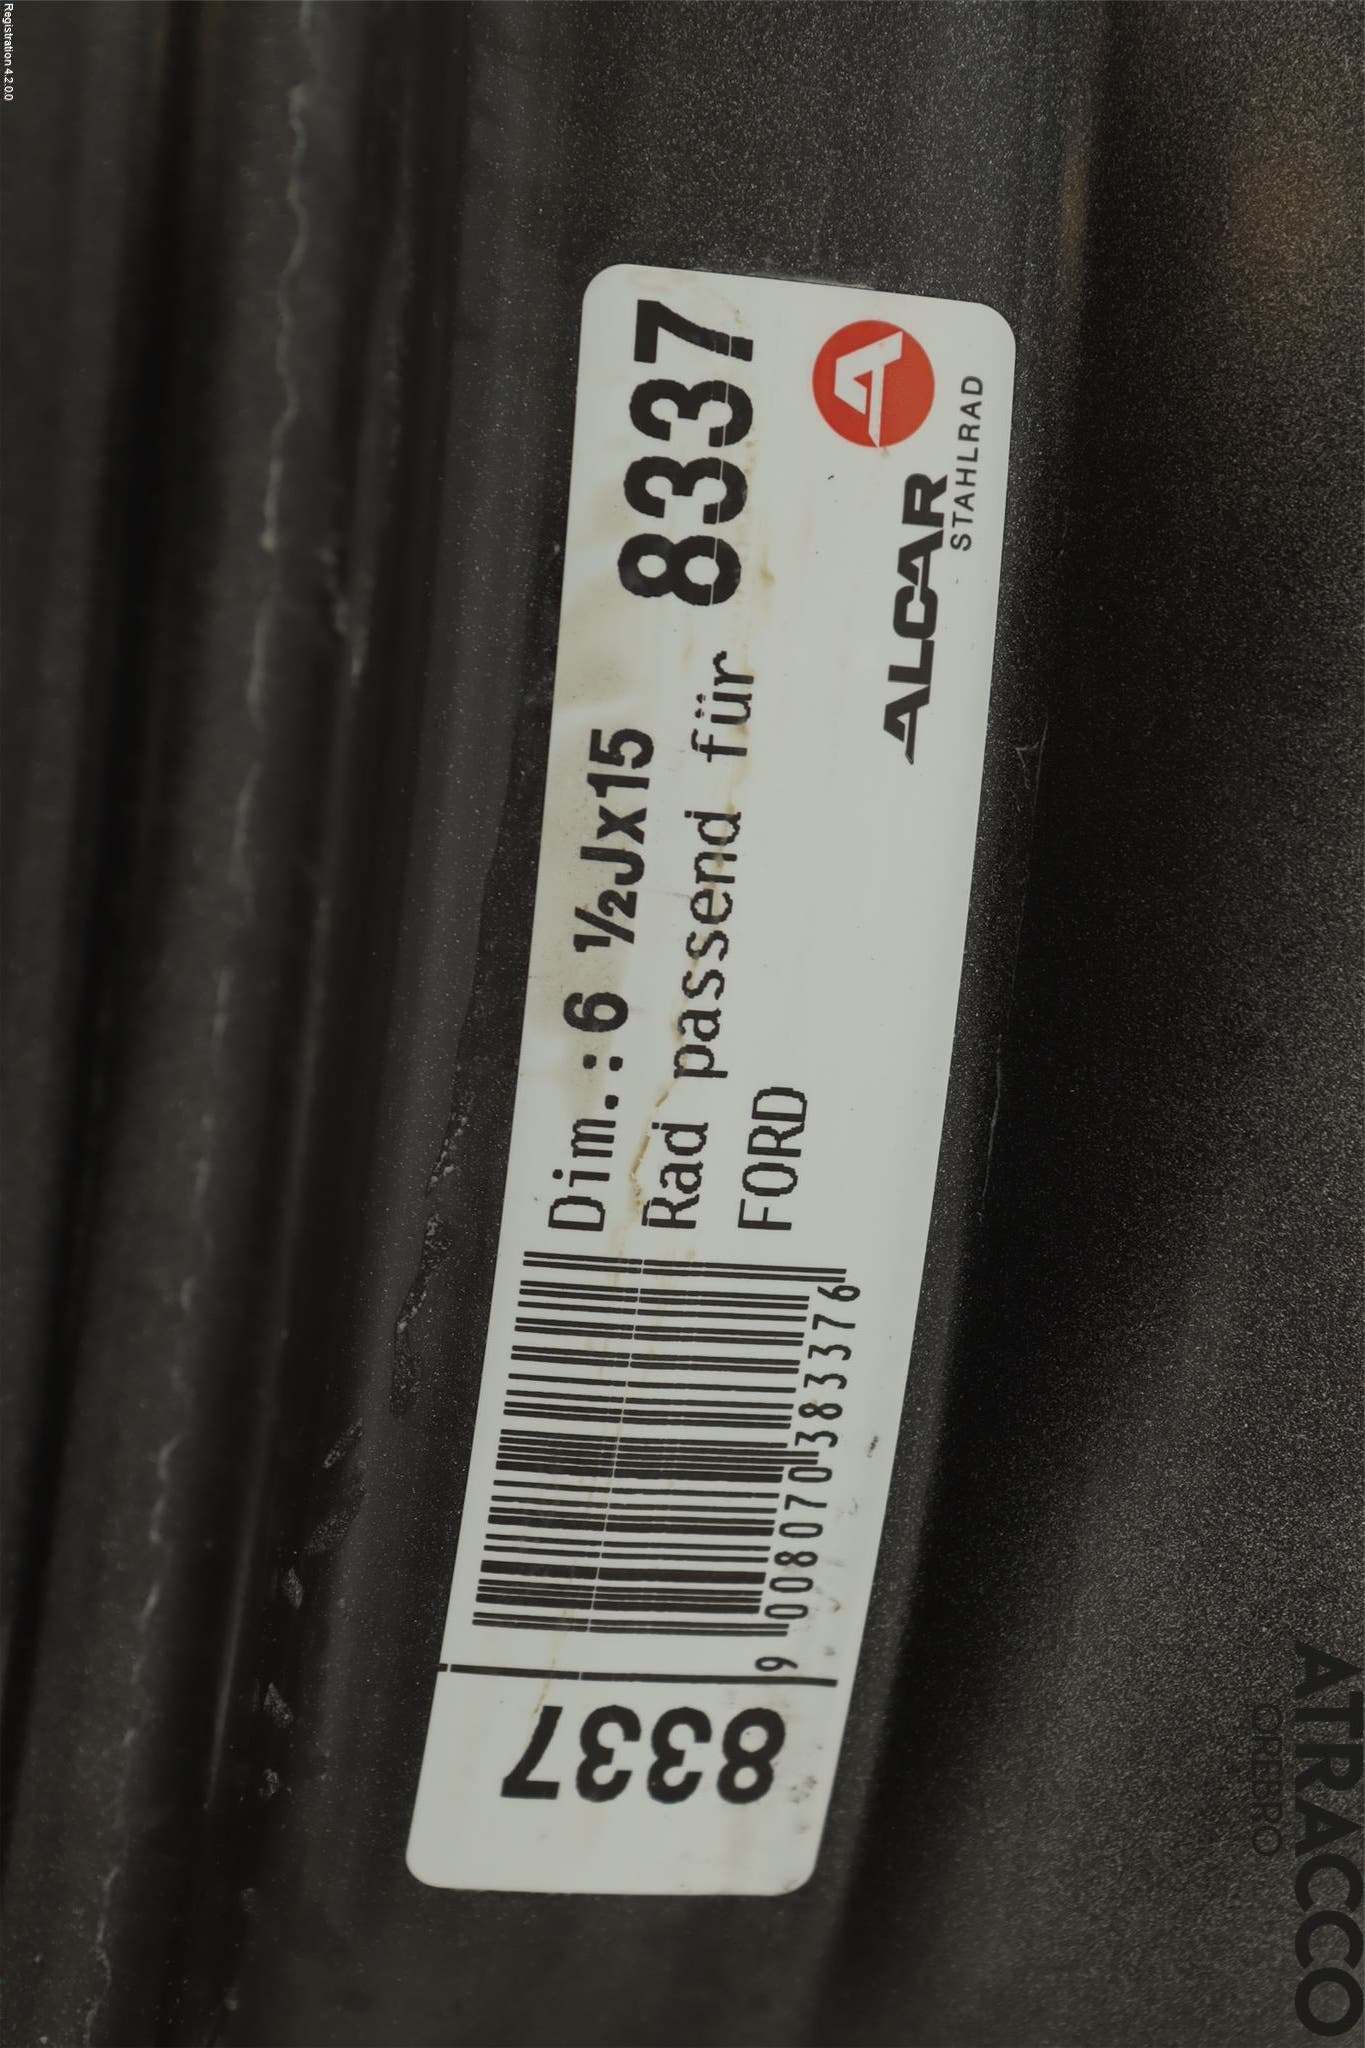 Registration 4.2.0.0
Dim.: 6 ½Jx15
8337
Rad passend für
FORD
ALCAR
STAHLRAD
9 008070 383376
8337
ATRACCO